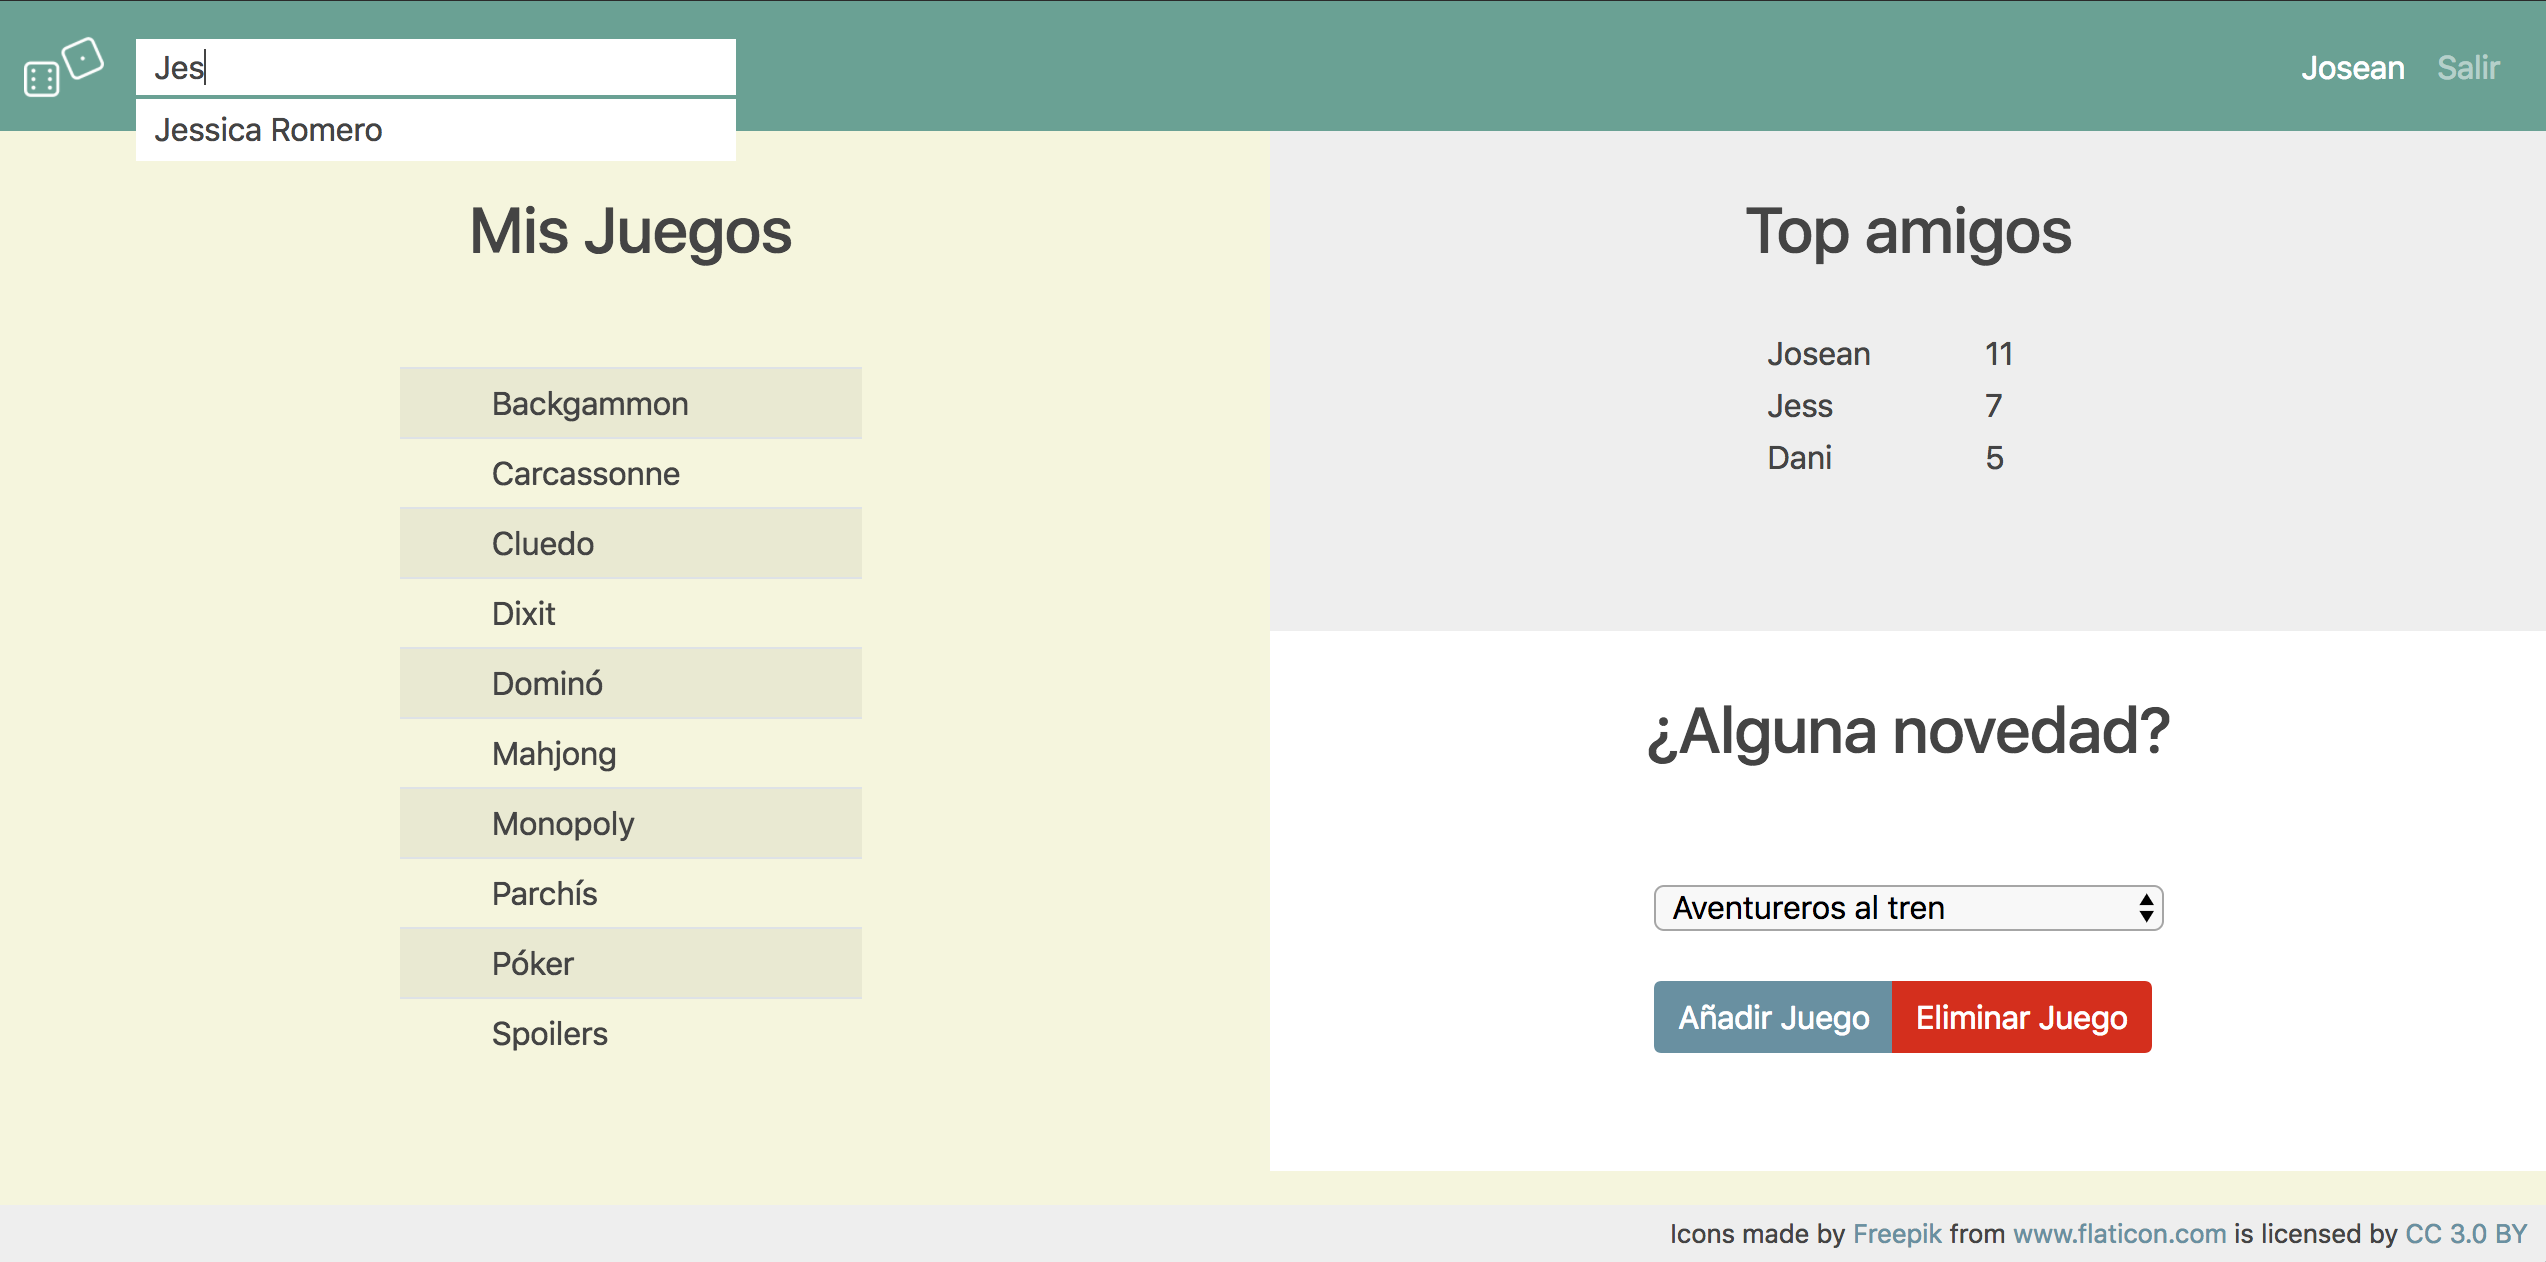 Jes
Josean Salir
Jessica Romero
Mis Juegos
Backgammon
Carcassonne
Cluedo
Dixit
Dominó
Mahjong
Monopoly
Parchís
Póker
Spoilers
Top amigos
Josean 11
Jess 7
Dani 5
¿Alguna novedad?
Aventureros al tren
Añadir Juego Eliminar Juego
Icons made by Freepik from www.flaticon.com is licensed by CC 3.0 BY